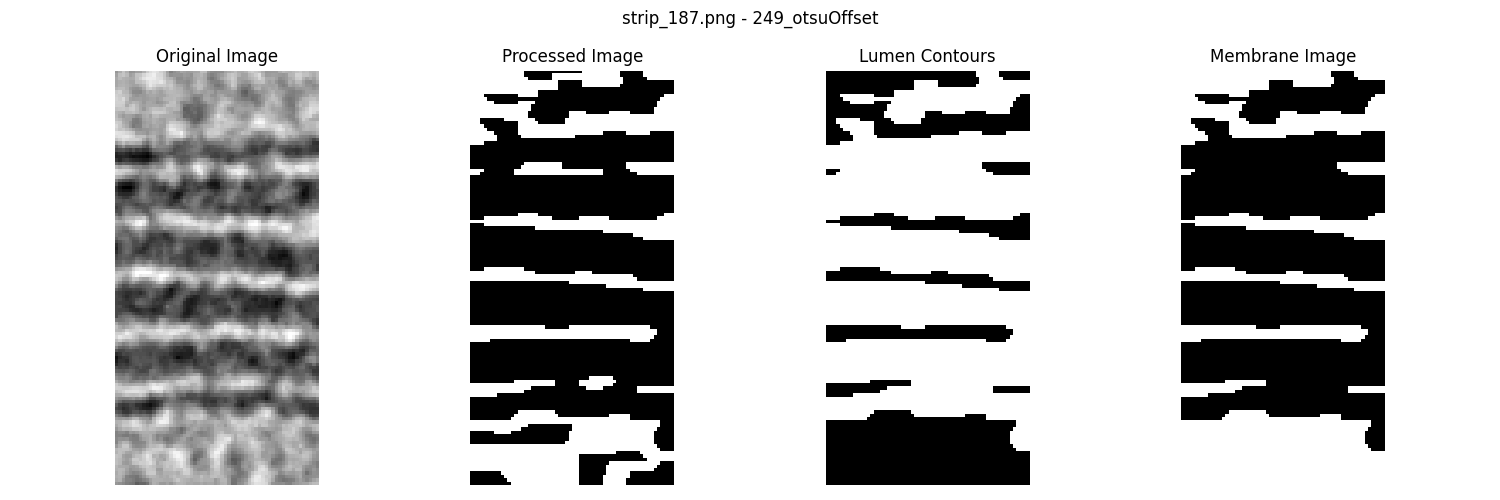 strip_187.png - 249_otsuOffset
Original Image
Processed Image
Lumen Contours
Membrane Image